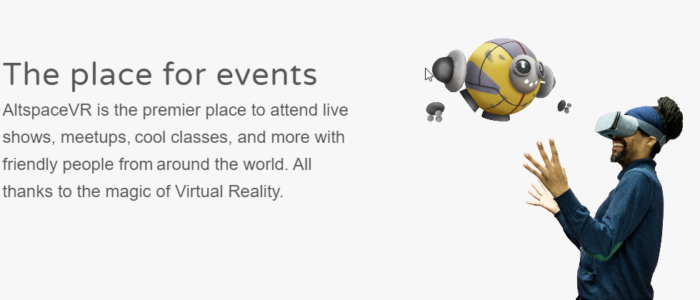 The place for events
AltspaceVR is the premier place to attend live
shows, meetups, cool classes, and more with
friendly people from around the world. All
thanks to the magic of Virtual Reality.